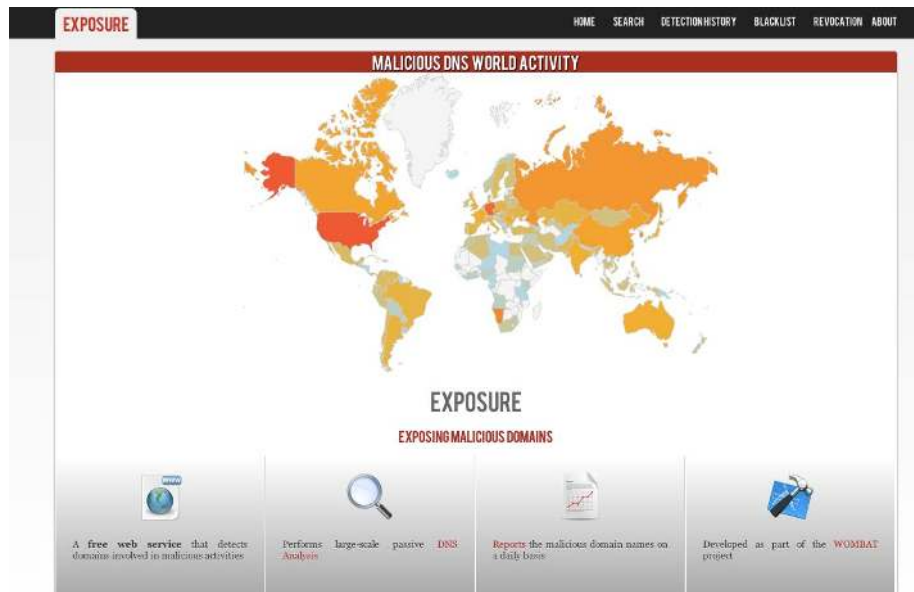 EXPOSURE
HOME SEARCH DETECTION HISTORY BLACKLIST REVOCATION ABOUT
MALICIOUS DNS WORLD ACTIVITY
EXPOSURE
EXPOSING MALICIOUS DOMAINS
A free web service that detects
domains involved in malicious activities
Performs large-scale passive DNS
Analysis
Reports the malicious domain names on
a daily basis
Developed as part of the WOMBAT
project